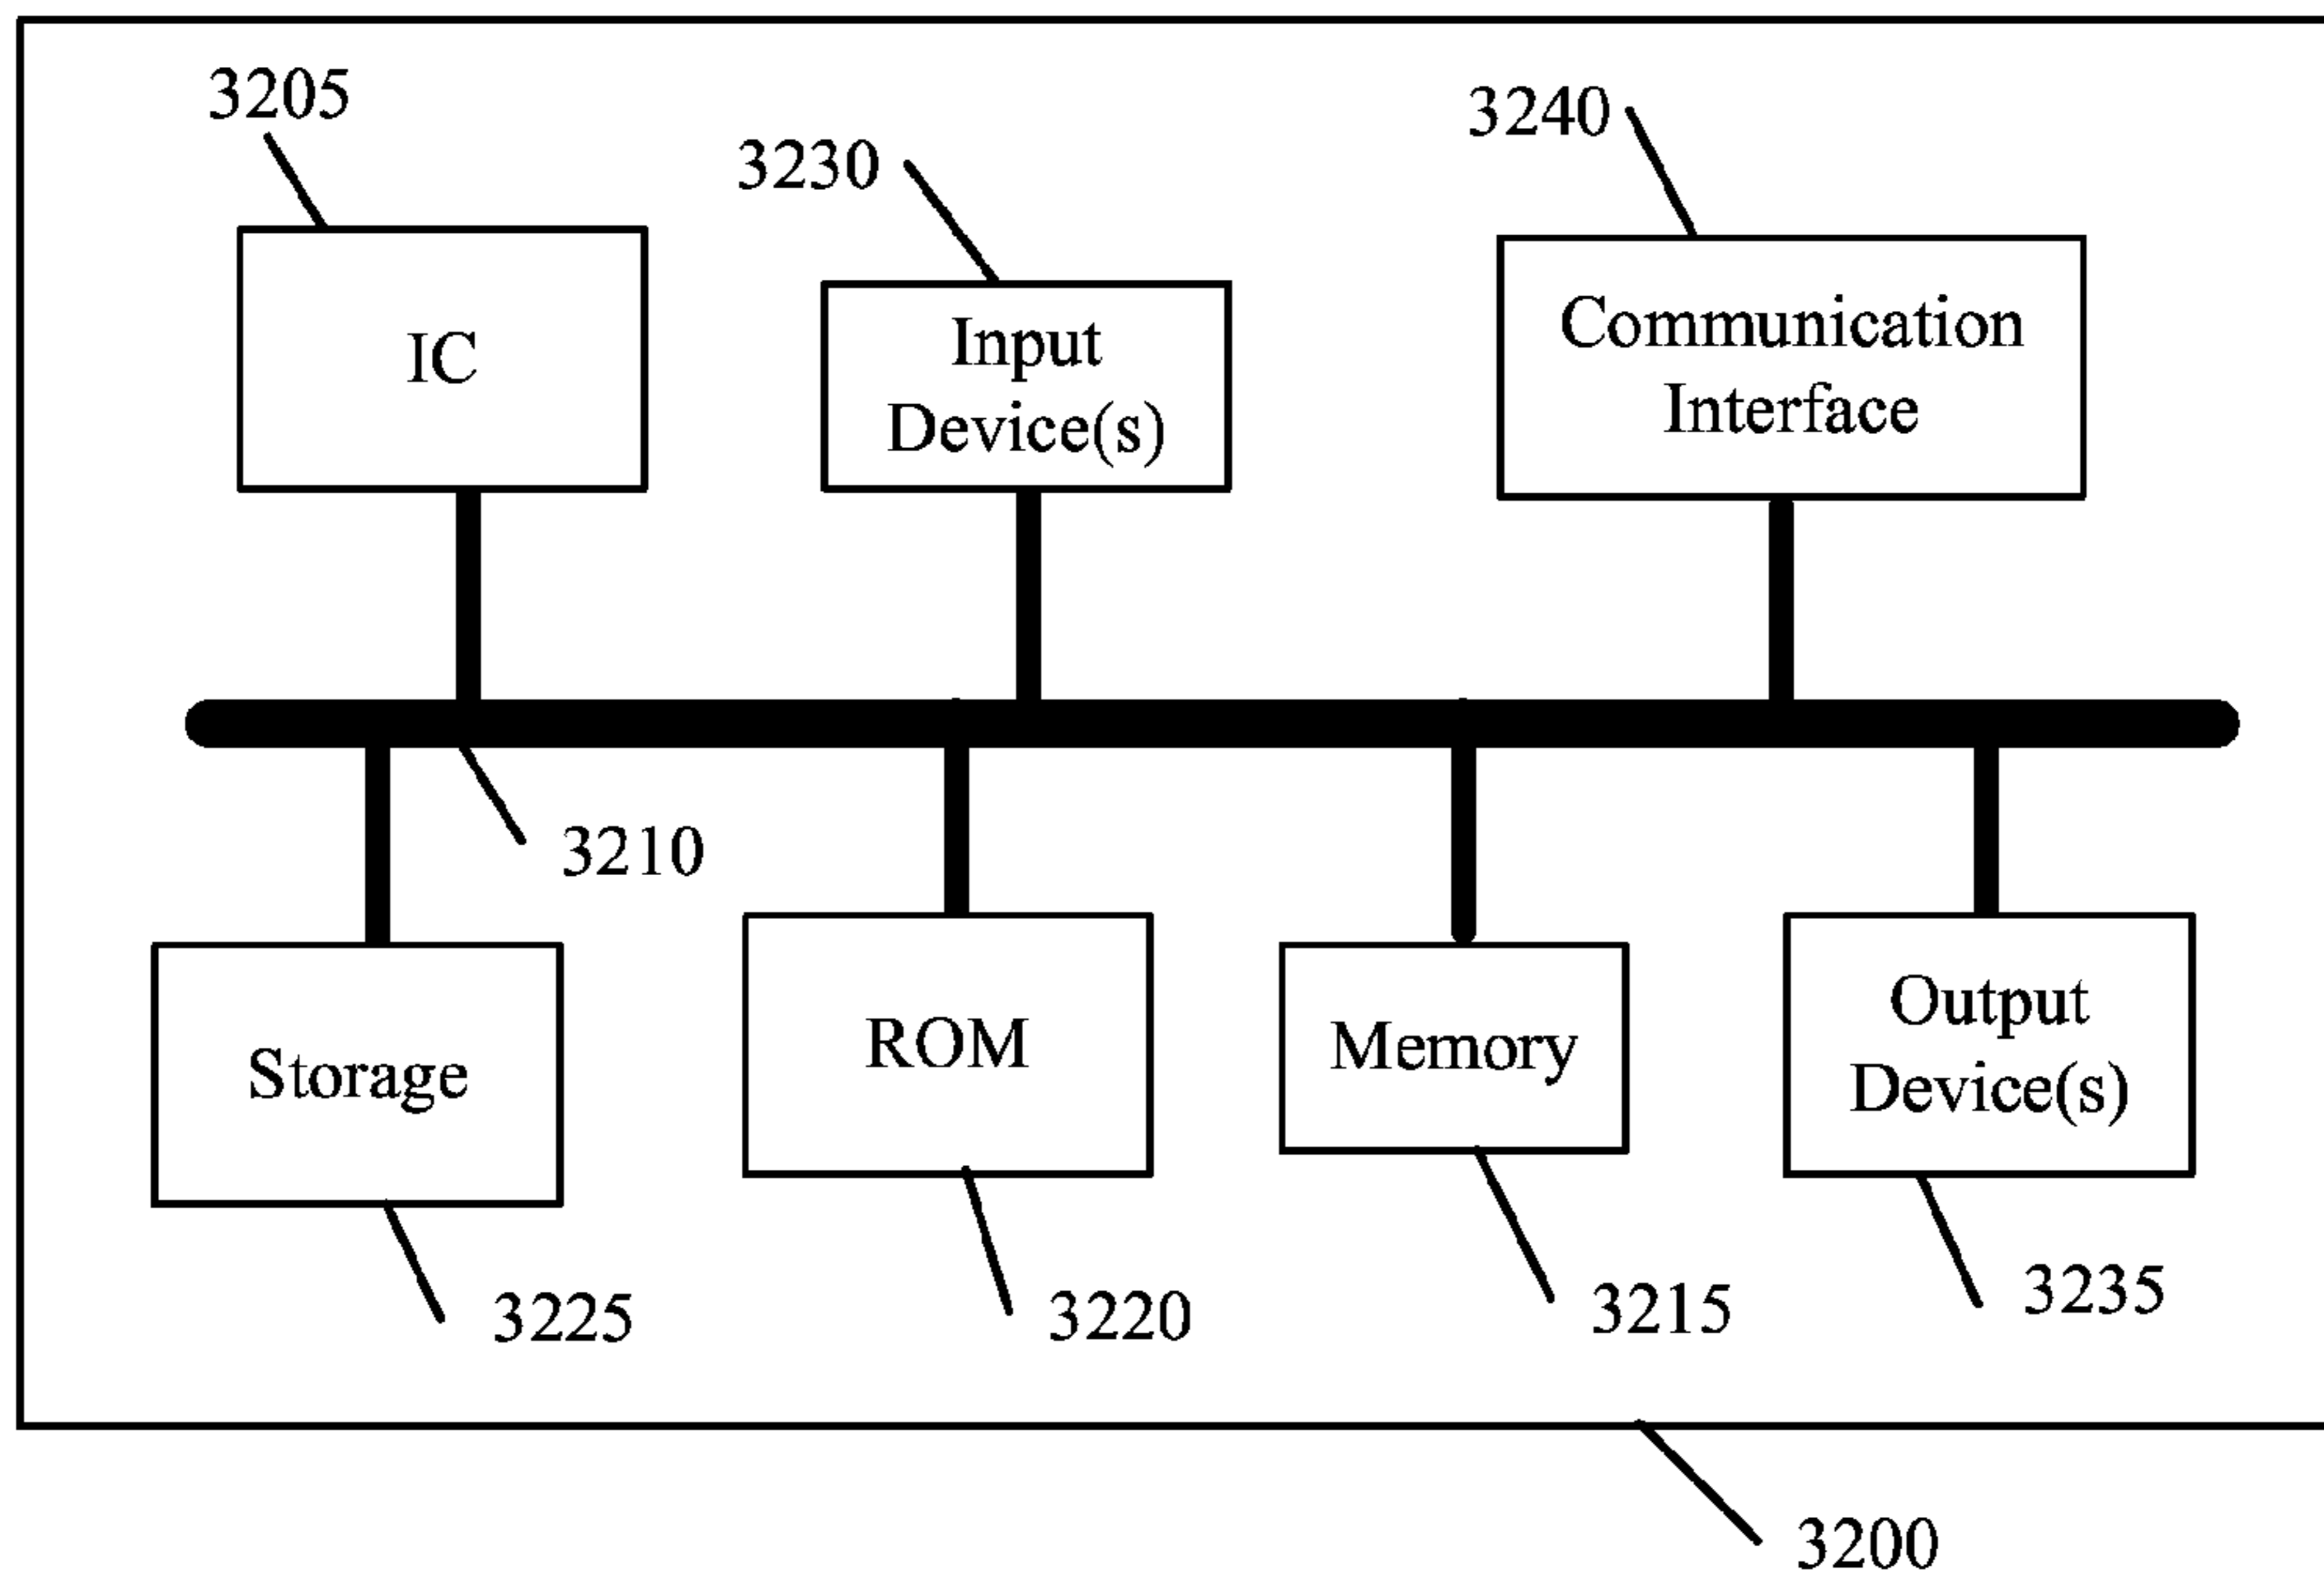 3205
3230
3240
IC
Input
Device(s)
Communication
Interface
3210
Storage
ROM
Memory
Output
Device(s)
3225
3220
3215
3235
3200